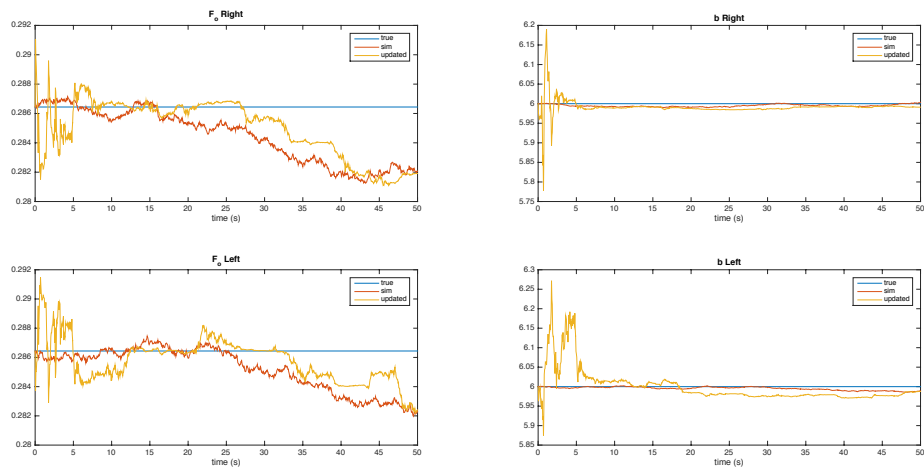 F_o Right
0.292
0.29
0.288
0.286
0.284
0.282
0.28
0 5 10 15 20 25 30 35 40 45 50
time (s)
true
sim
updated
b Right
6.2
6.15
6.1
6.05
6
5.95
5.9
5.85
5.8
5.75
0 5 10 15 20 25 30 35 40 45 50
time (s)
true
sim
updated
F_o Left
0.292
0.29
0.288
0.286
0.284
0.282
0.28
0 5 10 15 20 25 30 35 40 45 50
time (s)
true
sim
updated
b Left
6.3
6.25
6.2
6.15
6.1
6.05
6
5.95
5.9
5.85
0 5 10 15 20 25 30 35 40 45 50
time (s)
true
sim
updated